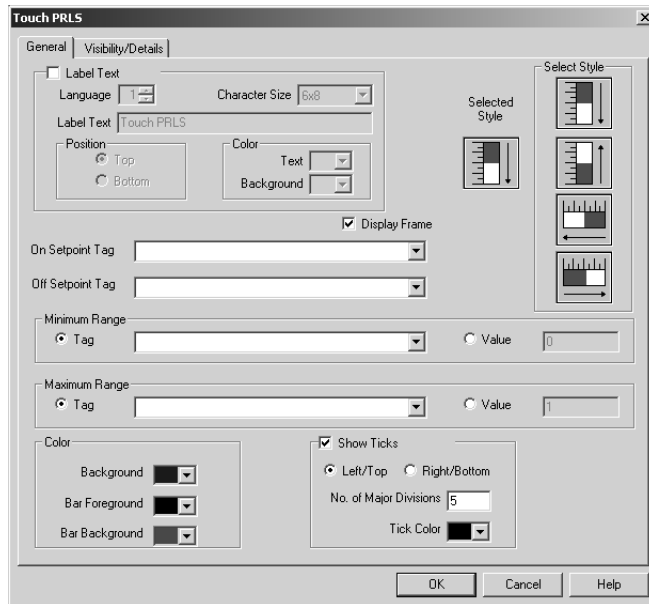 Touch PRLS
General
Visibility/Details
Label Text
Language 1
Character Size 6x8
Label Text Touch PRLS
Position
Top
Bottom
Color
Text
Background
Selected
Style
Select Style
Display Frame
On Setpoint Tag
Off Setpoint Tag
Minimum Range
Tag
Value 0
Maximum Range
Tag
Value 1
Color
Background
Bar Foreground
Bar Background
Show Ticks
Left/Top
Right/Bottom
No. of Major Divisions 5
Tick Color
OK
Cancel
Help